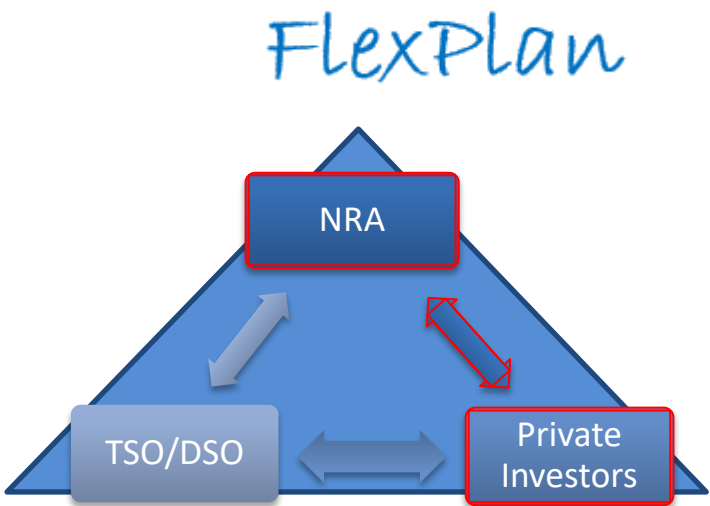 FlexPlan
NRA
TSO/DSO
Private
Investors